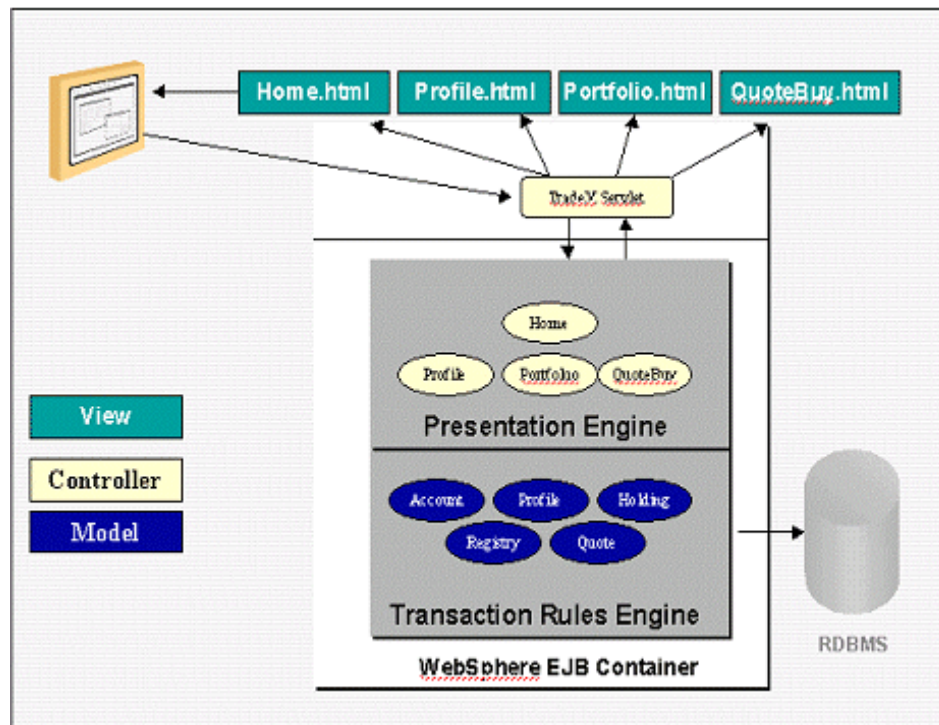 Home.html Profile.html Portfolio.html QuoteBuy.html
TradeX Servlet
Home
Profile Portfolio QuoteBuy
Presentation Engine
View
Controller
Model
Account Profile Holding
Registry Quote
Transaction Rules Engine
WebSphere EJB Container
RDBMS